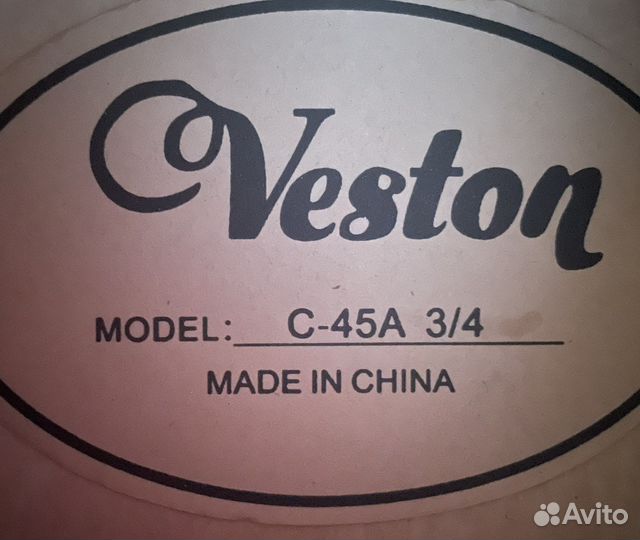 Veston
MODEL: C-45A 3/4
MADE IN CHINA
Avito